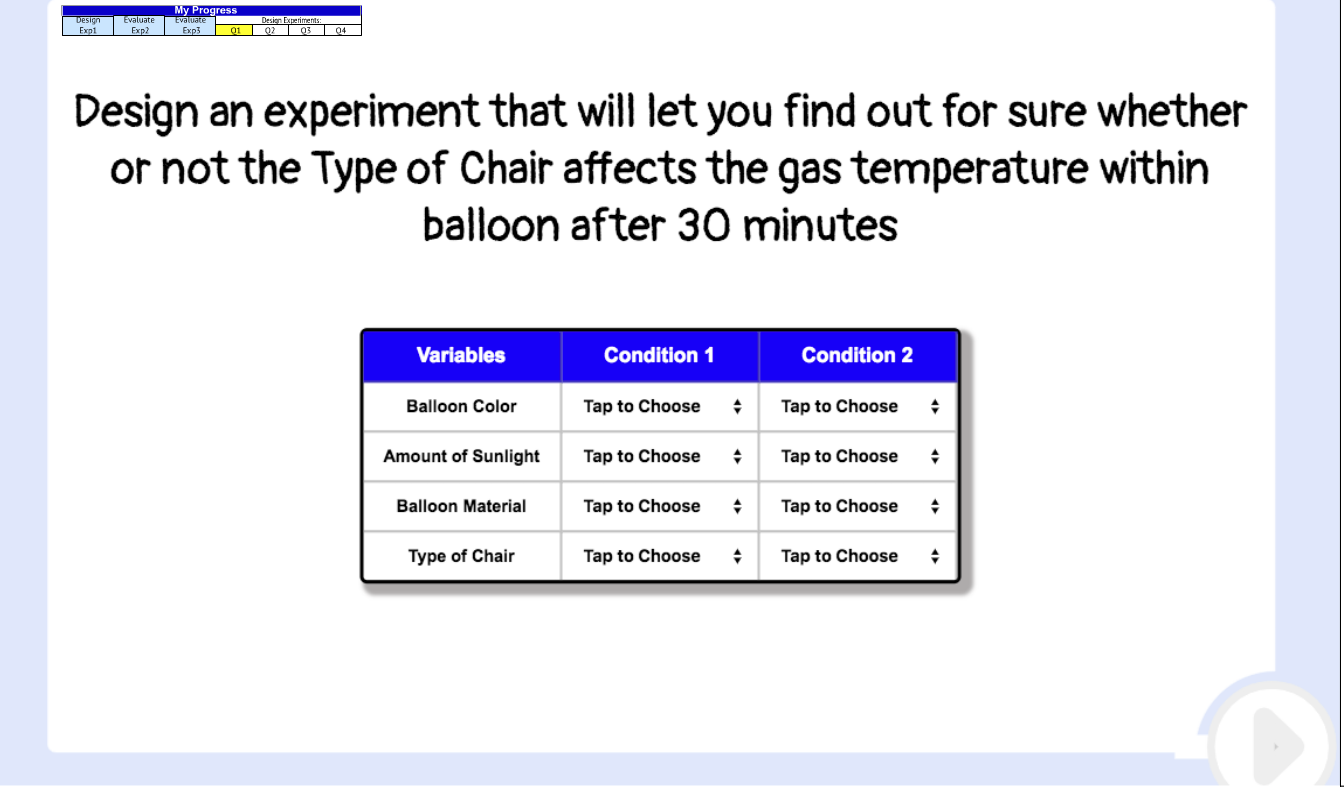 My Progress
Design Evaluate Evaluate Design Experiments:
Exp1 Exp2 Exp3 Q1 Q2 Q3 Q4
Design an experiment that will let you find out for sure whether
or not the Type of Chair affects the gas temperature within
balloon after 30 minutes
Variables Condition 1 Condition 2
Balloon Color Tap to Choose Tap to Choose
Amount of Sunlight Tap to Choose Tap to Choose
Balloon Material Tap to Choose Tap to Choose
Type of Chair Tap to Choose Tap to Choose